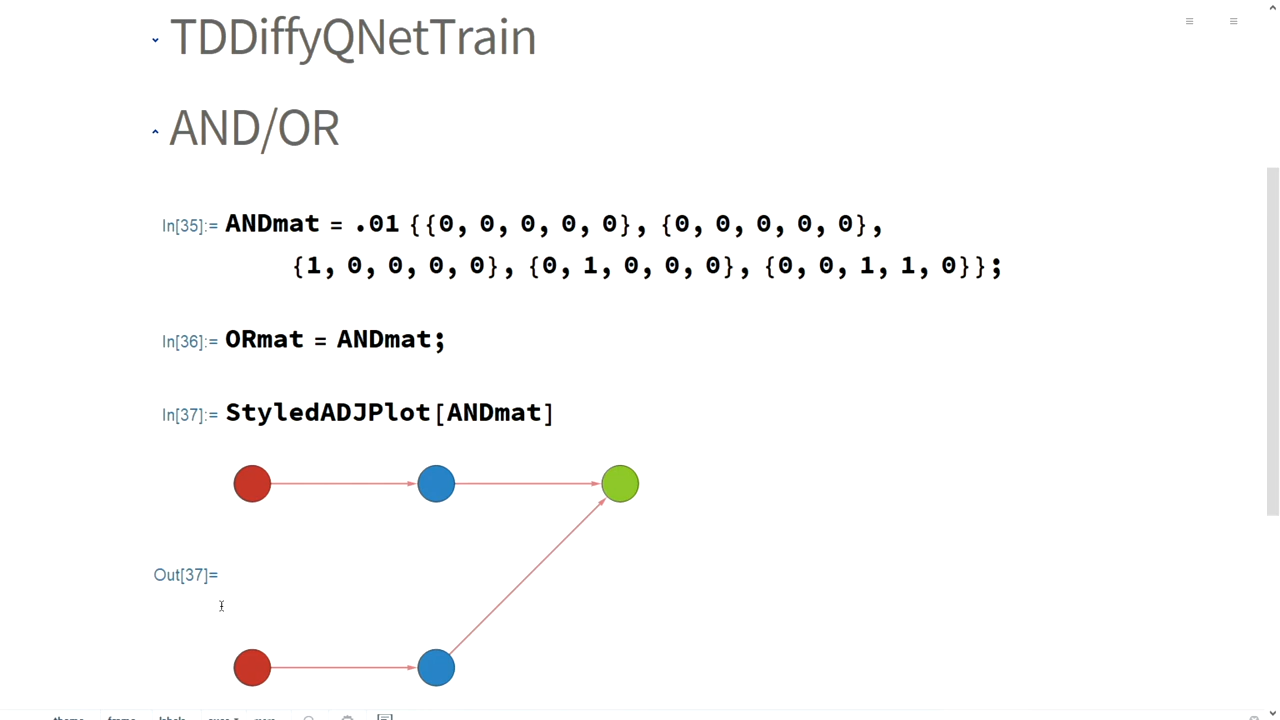 TDDiffyQNetTrain
AND/OR
In[35]:= ANDmat = .01 {{0, 0, 0, 0, 0}, {0, 0, 0, 0, 0},
{1, 0, 0, 0, 0}, {0, 1, 0, 0, 0}, {0, 0, 1, 1, 0}};
In[36]:= ORmat = ANDmat;
In[37]:= StyledADJPlot[ANDmat]
Out[37]=